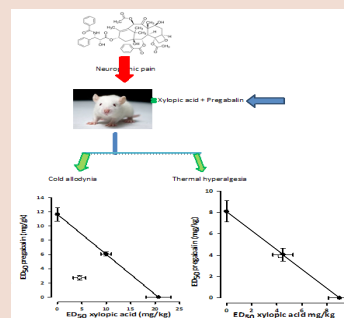 Neuropathic pain
Xylopic acid + Pregabalin
Cold allodynia
Thermal hyperalgesia
ED50 pregabalin (mg/kg)
14
12
10
8
6
4
2
0
0 5 10 15 20 25
ED50 xylopic acid (mg/kg)
ED50 pregabalin (mg/kg)
10
8
6
4
2
0
0 4 8
ED50 xylopic acid mg/kg)